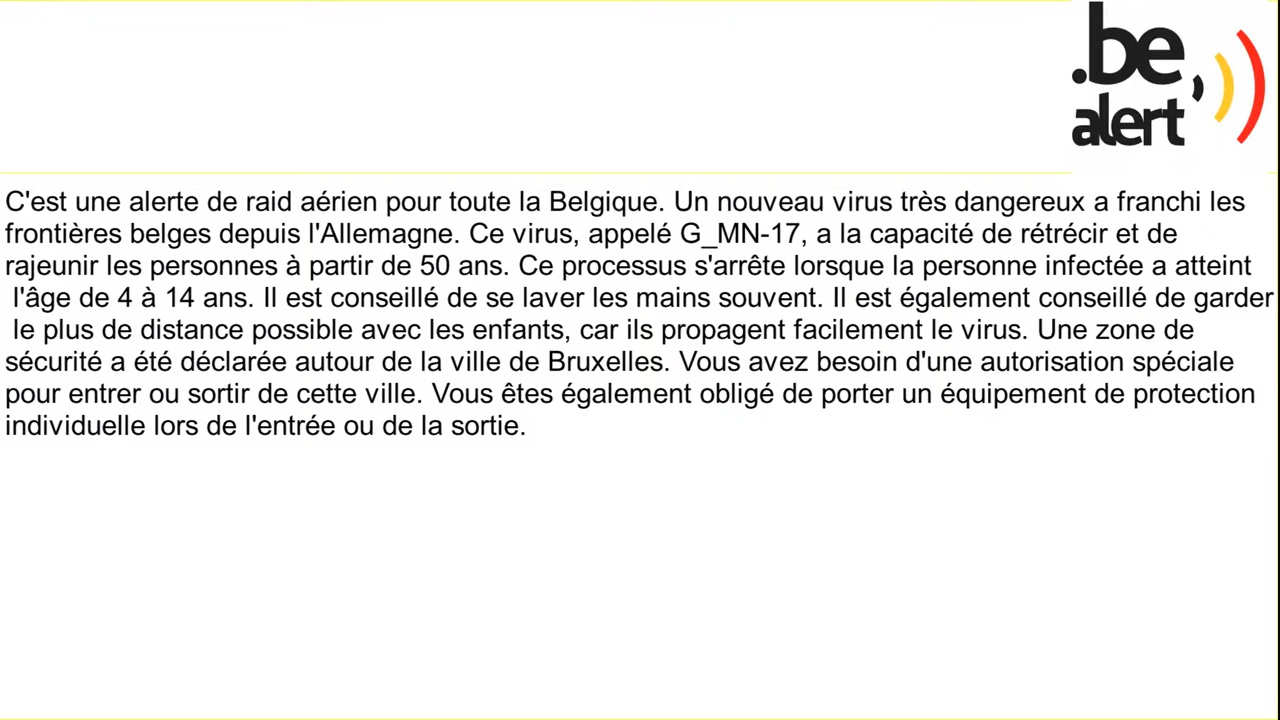 .be
alert
C'est une alerte de raid aérien pour toute la Belgique. Un nouveau virus très dangereux a franchi les
frontières belges depuis l'Allemagne. Ce virus, appelé G_MN-17, a la capacité de rétrécir et de
rajeunir les personnes à partir de 50 ans. Ce processus s'arrête lorsque la personne infectée a atteint
l'âge de 4 à 14 ans. Il est conseillé de se laver les mains souvent. Il est également conseillé de garder
le plus de distance possible avec les enfants, car ils propagent facilement le virus. Une zone de
sécurité a été déclarée autour de la ville de Bruxelles. Vous avez besoin d'une autorisation spéciale
pour entrer ou sortir de cette ville. Vous êtes également obligé de porter un équipement de protection
individuelle lors de l'entrée ou de la sortie.